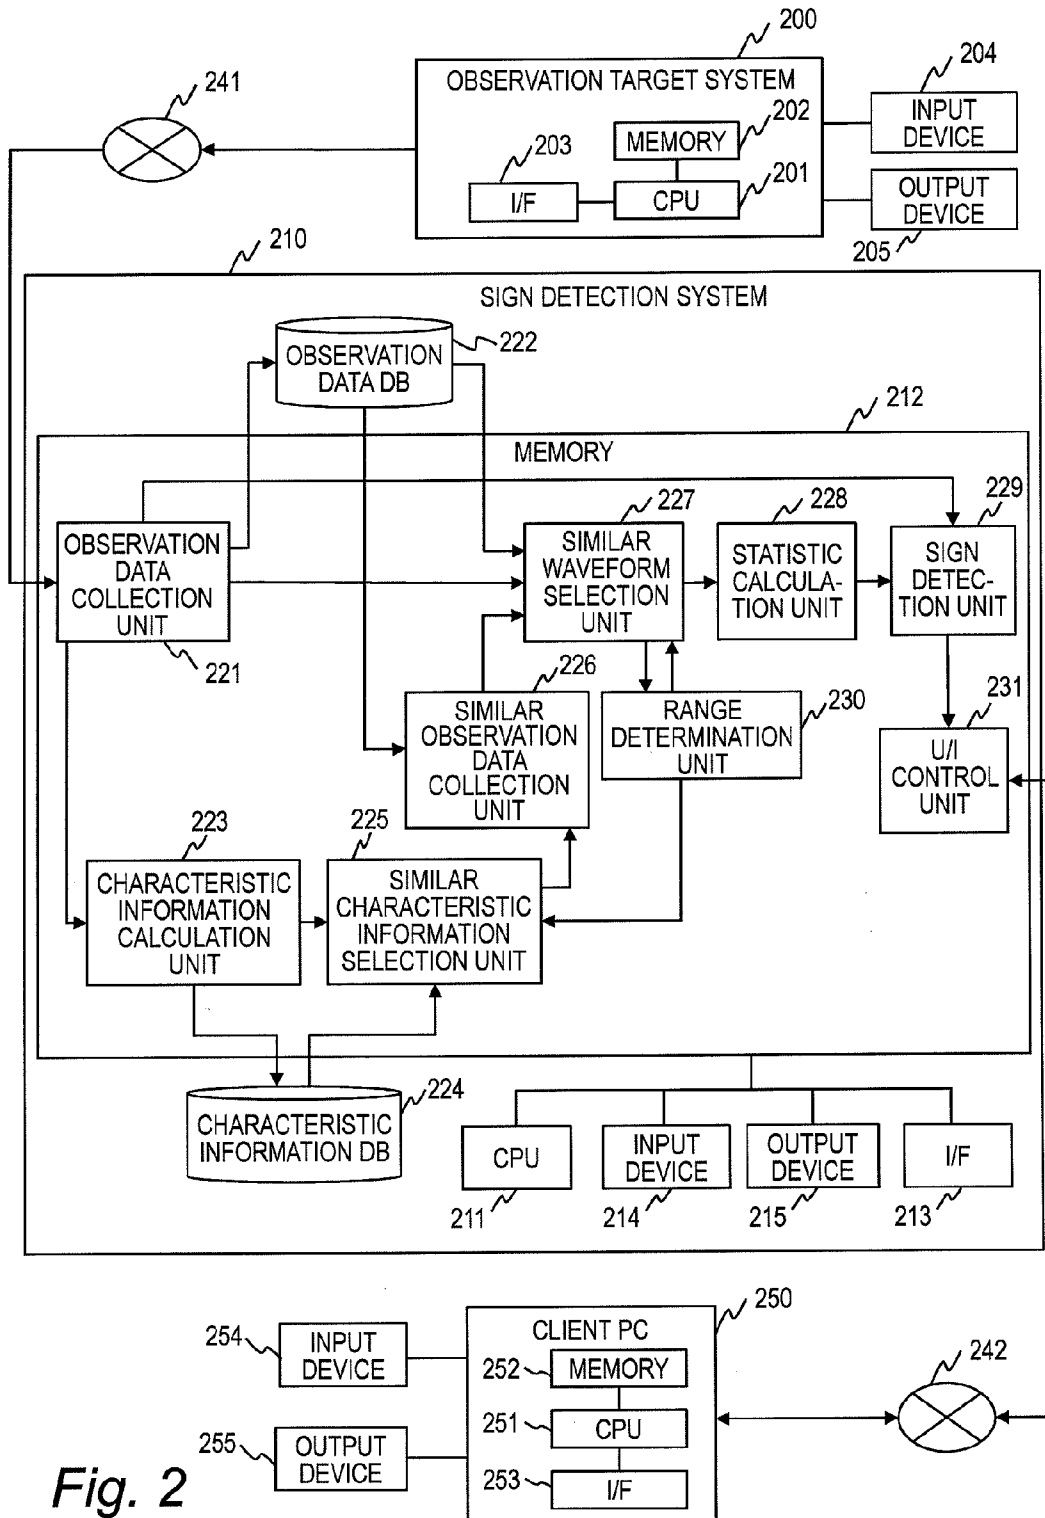 200
OBSERVATION TARGET SYSTEM
241
204
INPUT
DEVICE
202
MEMORY
203
I/F
201
CPU
OUTPUT
DEVICE
205
210
SIGN DETECTION SYSTEM
222
OBSERVATION
DATA DB
212
MEMORY
227
228
229
OBSERVATION
DATA
COLLECTION
UNIT
221
SIMILAR
WAVEFORM
SELECTION
UNIT
STATISTIC
CALCULA-
TION UNIT
SIGN
DETEC-
TION UNIT
226
SIMILAR
OBSERVATION
DATA
COLLECTION
UNIT
RANGE
DETERMINATION
UNIT
230
231
U/I
CONTROL
UNIT
223
CHARACTERISTIC
INFORMATION
CALCULATION
UNIT
225
SIMILAR
CHARACTERISTIC
INFORMATION
SELECTION UNIT
224
CHARACTERISTIC
INFORMATION DB
CPU
211
INPUT
DEVICE
214
OUTPUT
DEVICE
215
I/F
213
250
CLIENT PC
254
INPUT
DEVICE
252
MEMORY
242
251
CPU
255
OUTPUT
DEVICE
253
I/F
Fig. 2